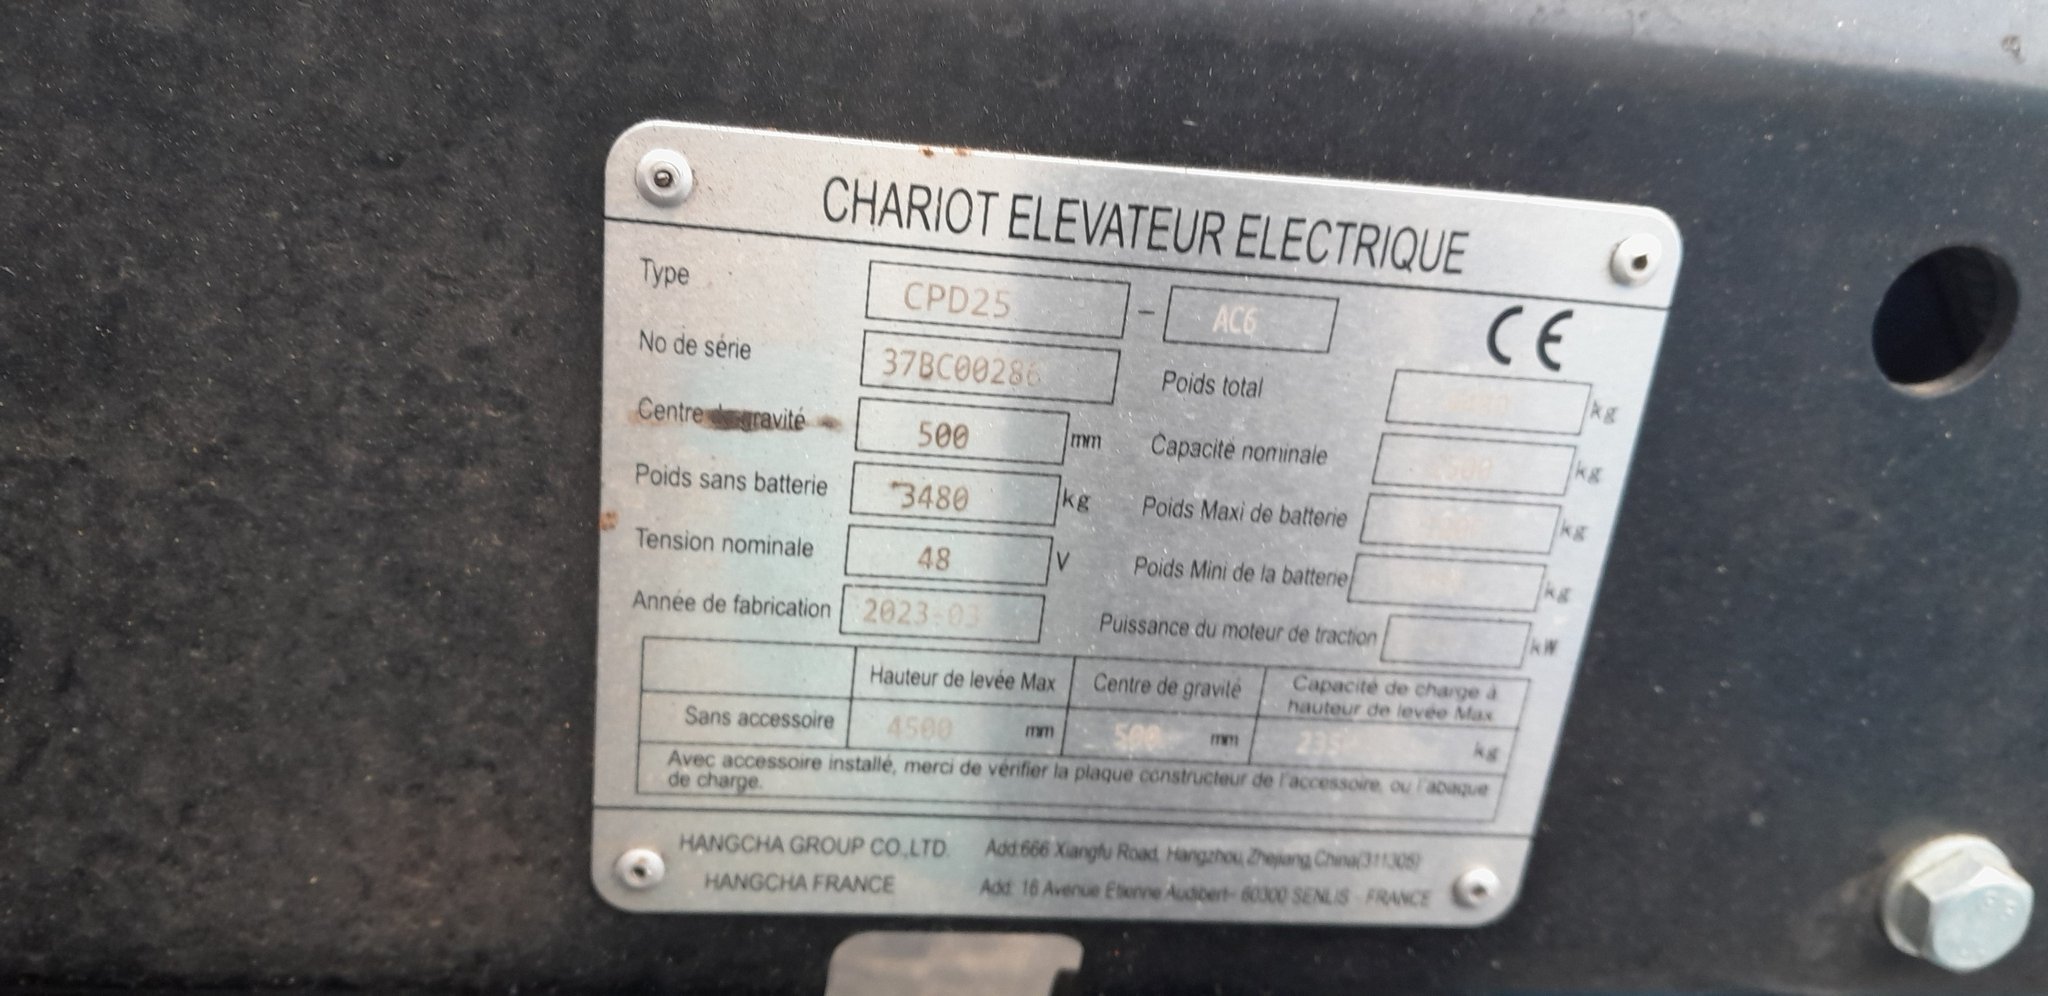 CHARIOT ELEVATEUR ELECTRIQUE
Type CPD25 - AC6
CE
No de série 37BC00286
Poids total kg
Centre gravité 500 mm
Capacité nominale 2500 kg
Poids sans batterie 3480 kg
Poids Maxi de batterie kg
Tension nominale 48 V
Poids Mini de la batterie kg
Année de fabrication 2023-03
Puissance du moteur de traction kW
Hauteur de levée Max Centre de gravité Capacité de charge à
hauteur de levée Max
Sans accessoire 4500 mm 500 mm kg
Avec accessoire installé, merci de vérifier la plaque constructeur de l'accessoire, ou l'abaque
de charge.
HANGCHA GROUP CO.,LTD. Add:666 Xiangfu Road, Hangzhou,Zhejiang,China(311305)
HANGCHA FRANCE Add: 16 Avenue Etienne Audibert- 60300 SENLIS - FRANCE